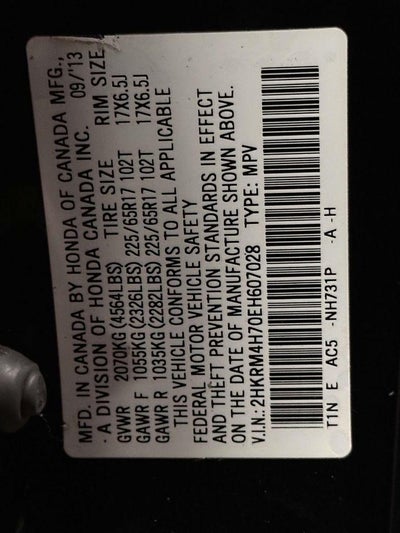 MFD. IN CANADA BY HONDA OF CANADA MFG.,
- A DIVISION OF HONDA CANADA INC. 09/'13
GVWR 2070KG(4564LBS) TIRE SIZE RIM SIZE
GAWR F 1055KG(2326LBS) 225/65R17 102T 17X6.5J
GAWR R 1035KG(2282LBS) 225/65R17 102T 17X6.5J
THIS VEHICLE CONFORMS TO ALL APPLICABLE
FEDERAL MOTOR VEHICLE SAFETY
AND THEFT PREVENTION STANDARDS IN EFFECT
ON THE DATE OF MANUFACTURE SHOWN ABOVE.
V.I.N.: 2HKRM4H70EH607028 TYPE: MPV
T1N E AC5 -NH731P -A -H